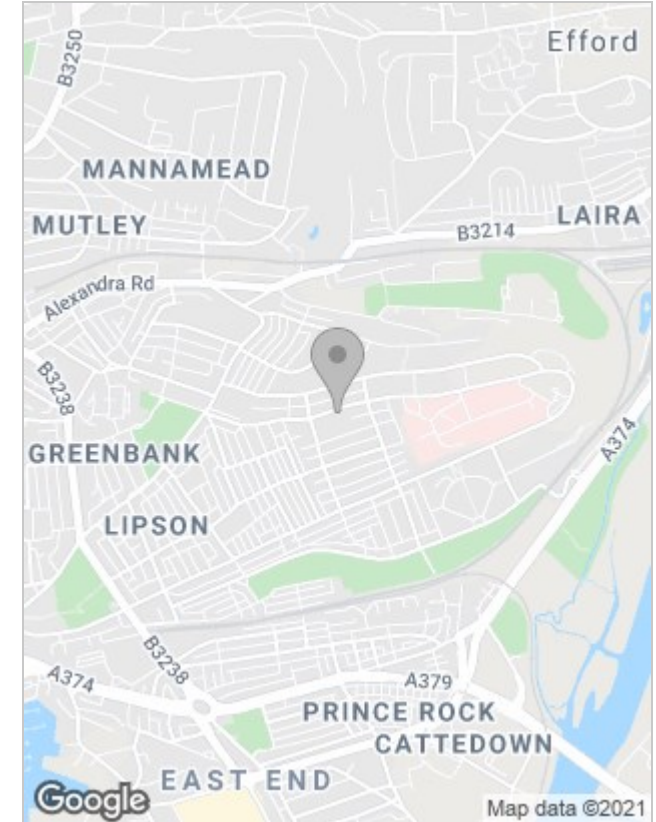 B3250
Efford
MANNAMEAD
MUTLEY
LAIRA
B3214
Alexandra Rd
B3238
GREENBANK
A374
LIPSON
B3238
A374
A379
PRINCE ROCK
CATTEDOWN
EAST END
Google
Map data ©2021